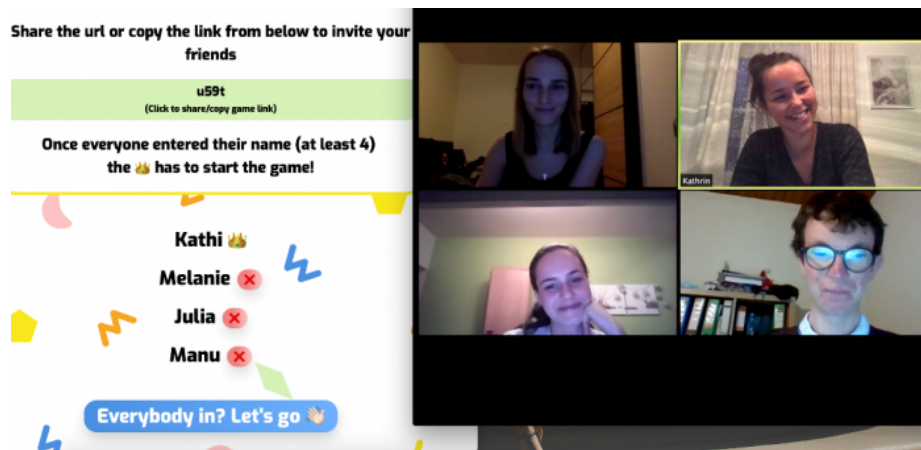 Share the url or copy the link from below to invite your
friends
u59t
(Click to share/copy game link)
Once everyone entered their name (at least 4)
the 👑 has to start the game!
Kathi 👑
Melanie ❌
Julia ❌
Manu ❌
Everybody in? Let's go 👋🏻
Kathrin